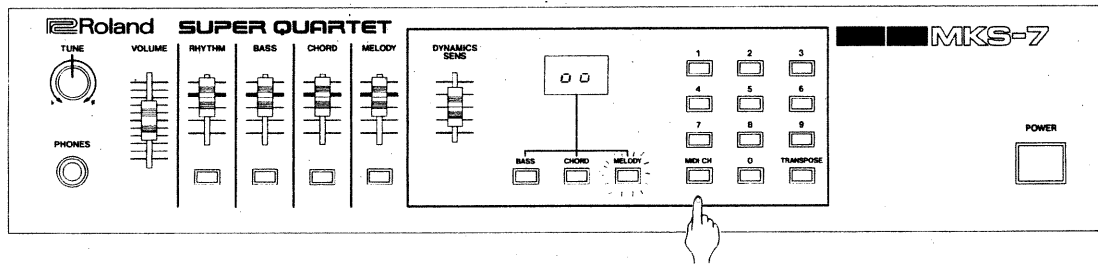 Roland SUPER QUARTET
MKS-7
TUNE VOLUME RHYTHM BASS CHORD MELODY DYNAMICS SENS
PHONES
00
BASS CHORD MELODY
1 2 3
4 5 6
7 8 9
MIDI CH 0 TRANSPOSE
POWER